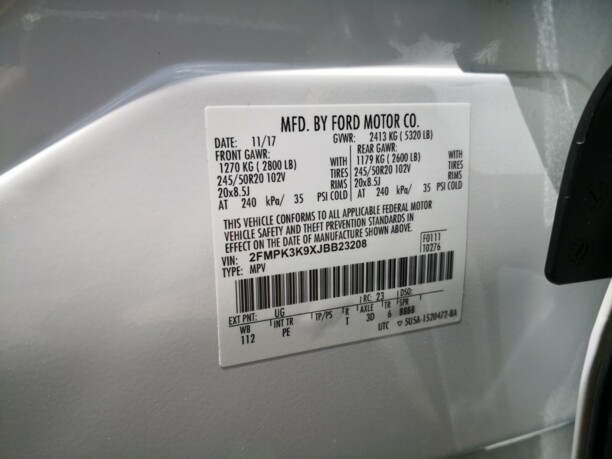 MFD. BY FORD MOTOR CO.
DATE: 11/17 GVWR: 2413 KG ( 5320 LB)
FRONT GAWR: REAR GAWR:
1270 KG ( 2800 LB) WITH 1179 KG ( 2600 LB) WITH
245/50R20 102V TIRES 245/50R20 102V TIRES
20x8.5J RIMS 20x8.5J RIMS
AT 240 kPa/ 35 PSI COLD AT 240 kPa/ 35 PSI COLD
THIS VEHICLE CONFORMS TO ALL APPLICABLE FEDERAL MOTOR
VEHICLE SAFETY AND THEFT PREVENTION STANDARDS IN
EFFECT ON THE DATE OF MANUFACTURE SHOWN ABOVE.
VIN: 2FMPK3K9XJBB23208 F0111
TYPE: MPV T0276
EXT PNT: UG RC: 23 DSO:
WB INT TR TP/PS R AXLE TR SPR
112 PE T 3D 6 BB6B
UTC ▽ 5U5A-1520472-BA